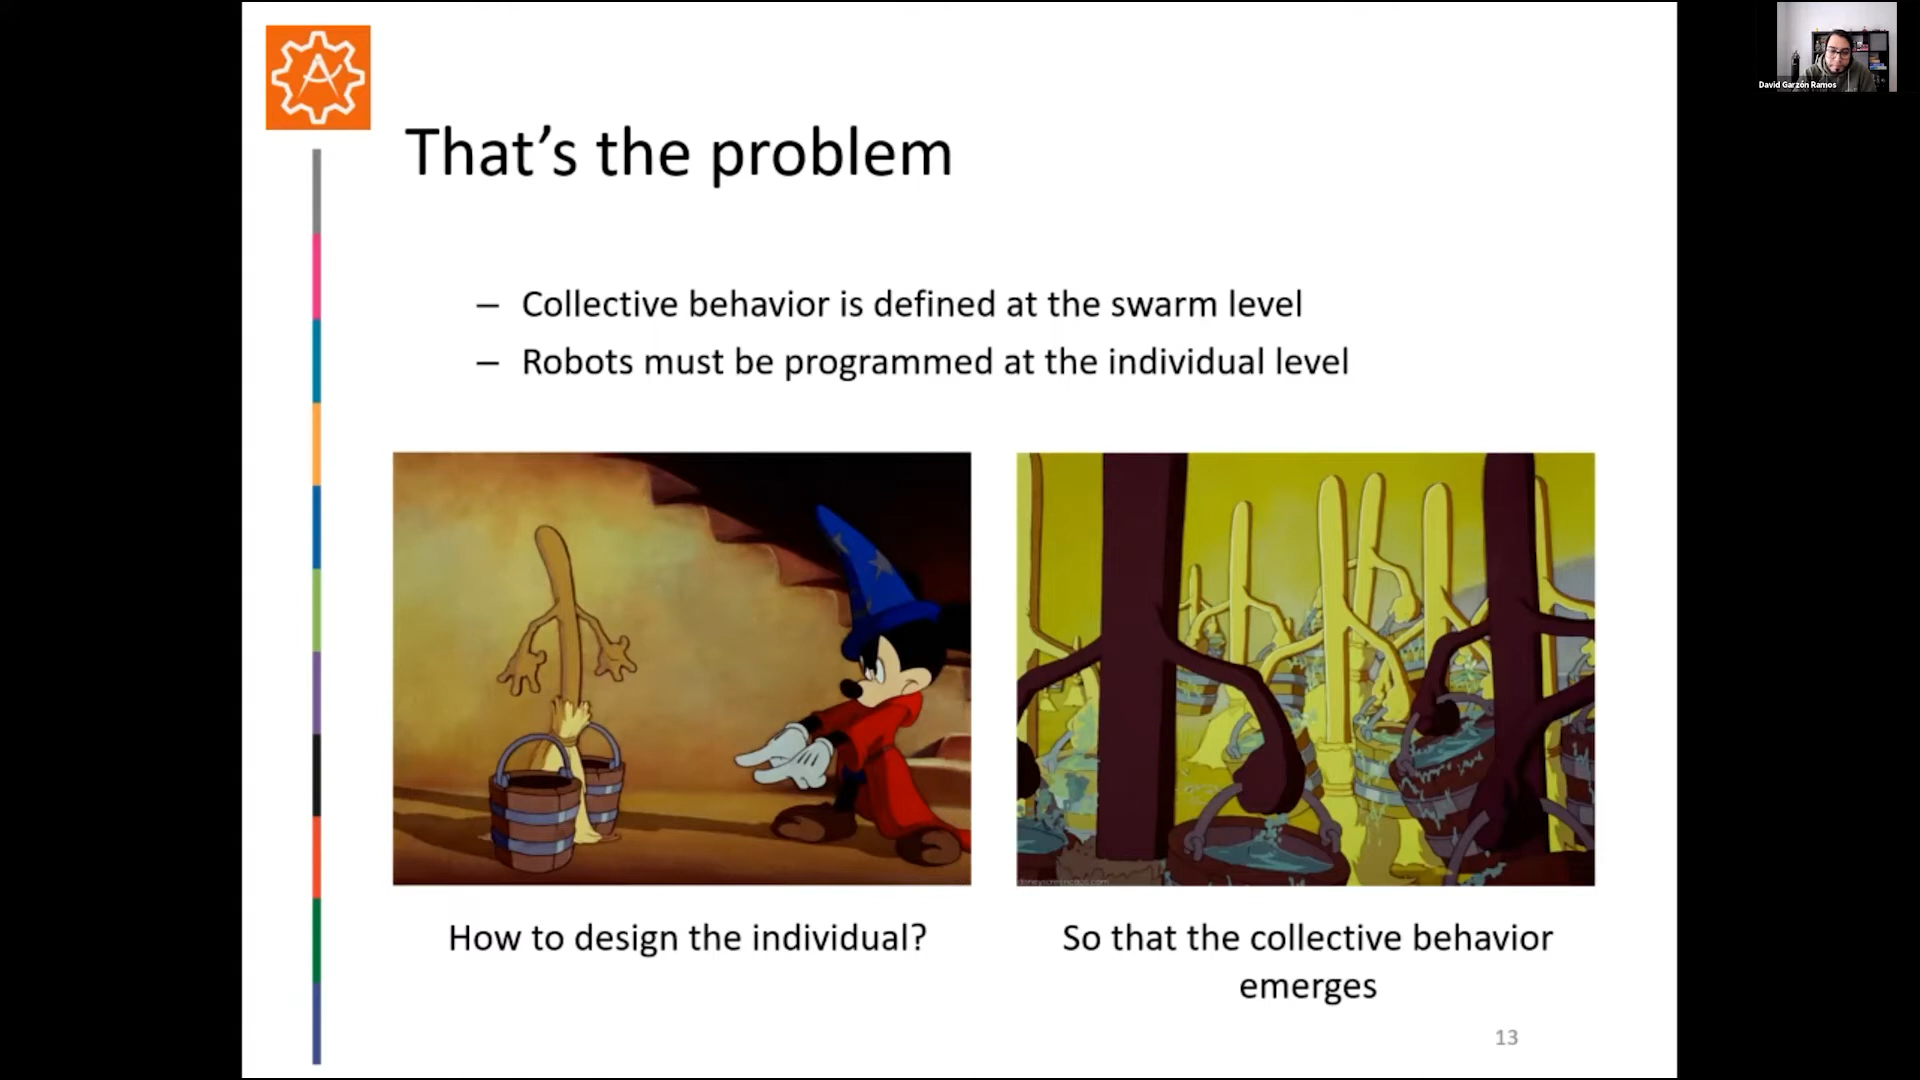 David Garzón Ramos
That's the problem
– Collective behavior is defined at the swarm level
– Robots must be programmed at the individual level
How to design the individual?
So that the collective behavior
emerges
13